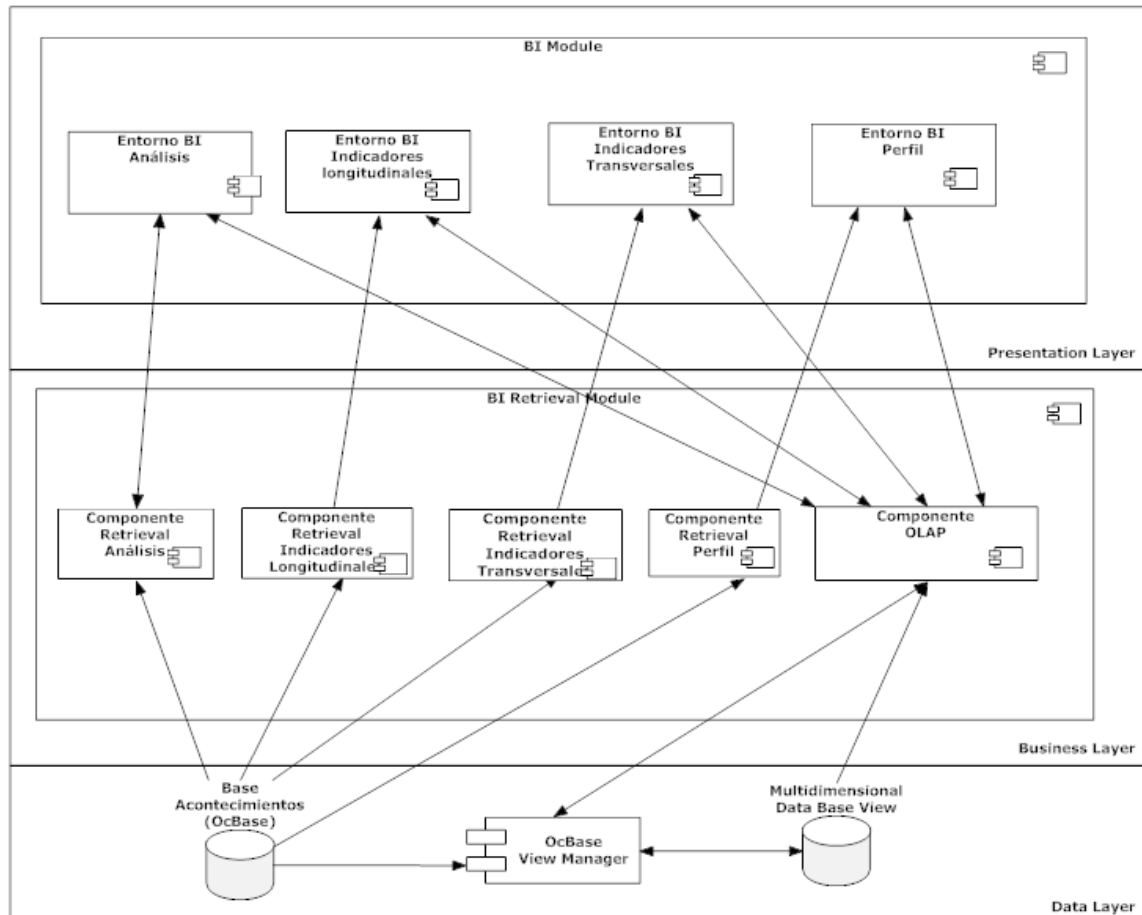 BI Module
Entorno BI
Análisis
Entorno BI
Indicadores
longitudinales
Entorno BI
Indicadores
Transversales
Entorno BI
Perfil
Presentation Layer
BI Retrieval Module
Componente
Retrieval
Análisis
Componente
Retrieval
Indicadores
Longitudinale
Componente
Retrieval
Indicadores
Transversale
Componente
Retrieval
Perfil
Componente
OLAP
Business Layer
Base
Acontecimientos
(OcBase)
OcBase
View Manager
Multidimensional
Data Base View
Data Layer